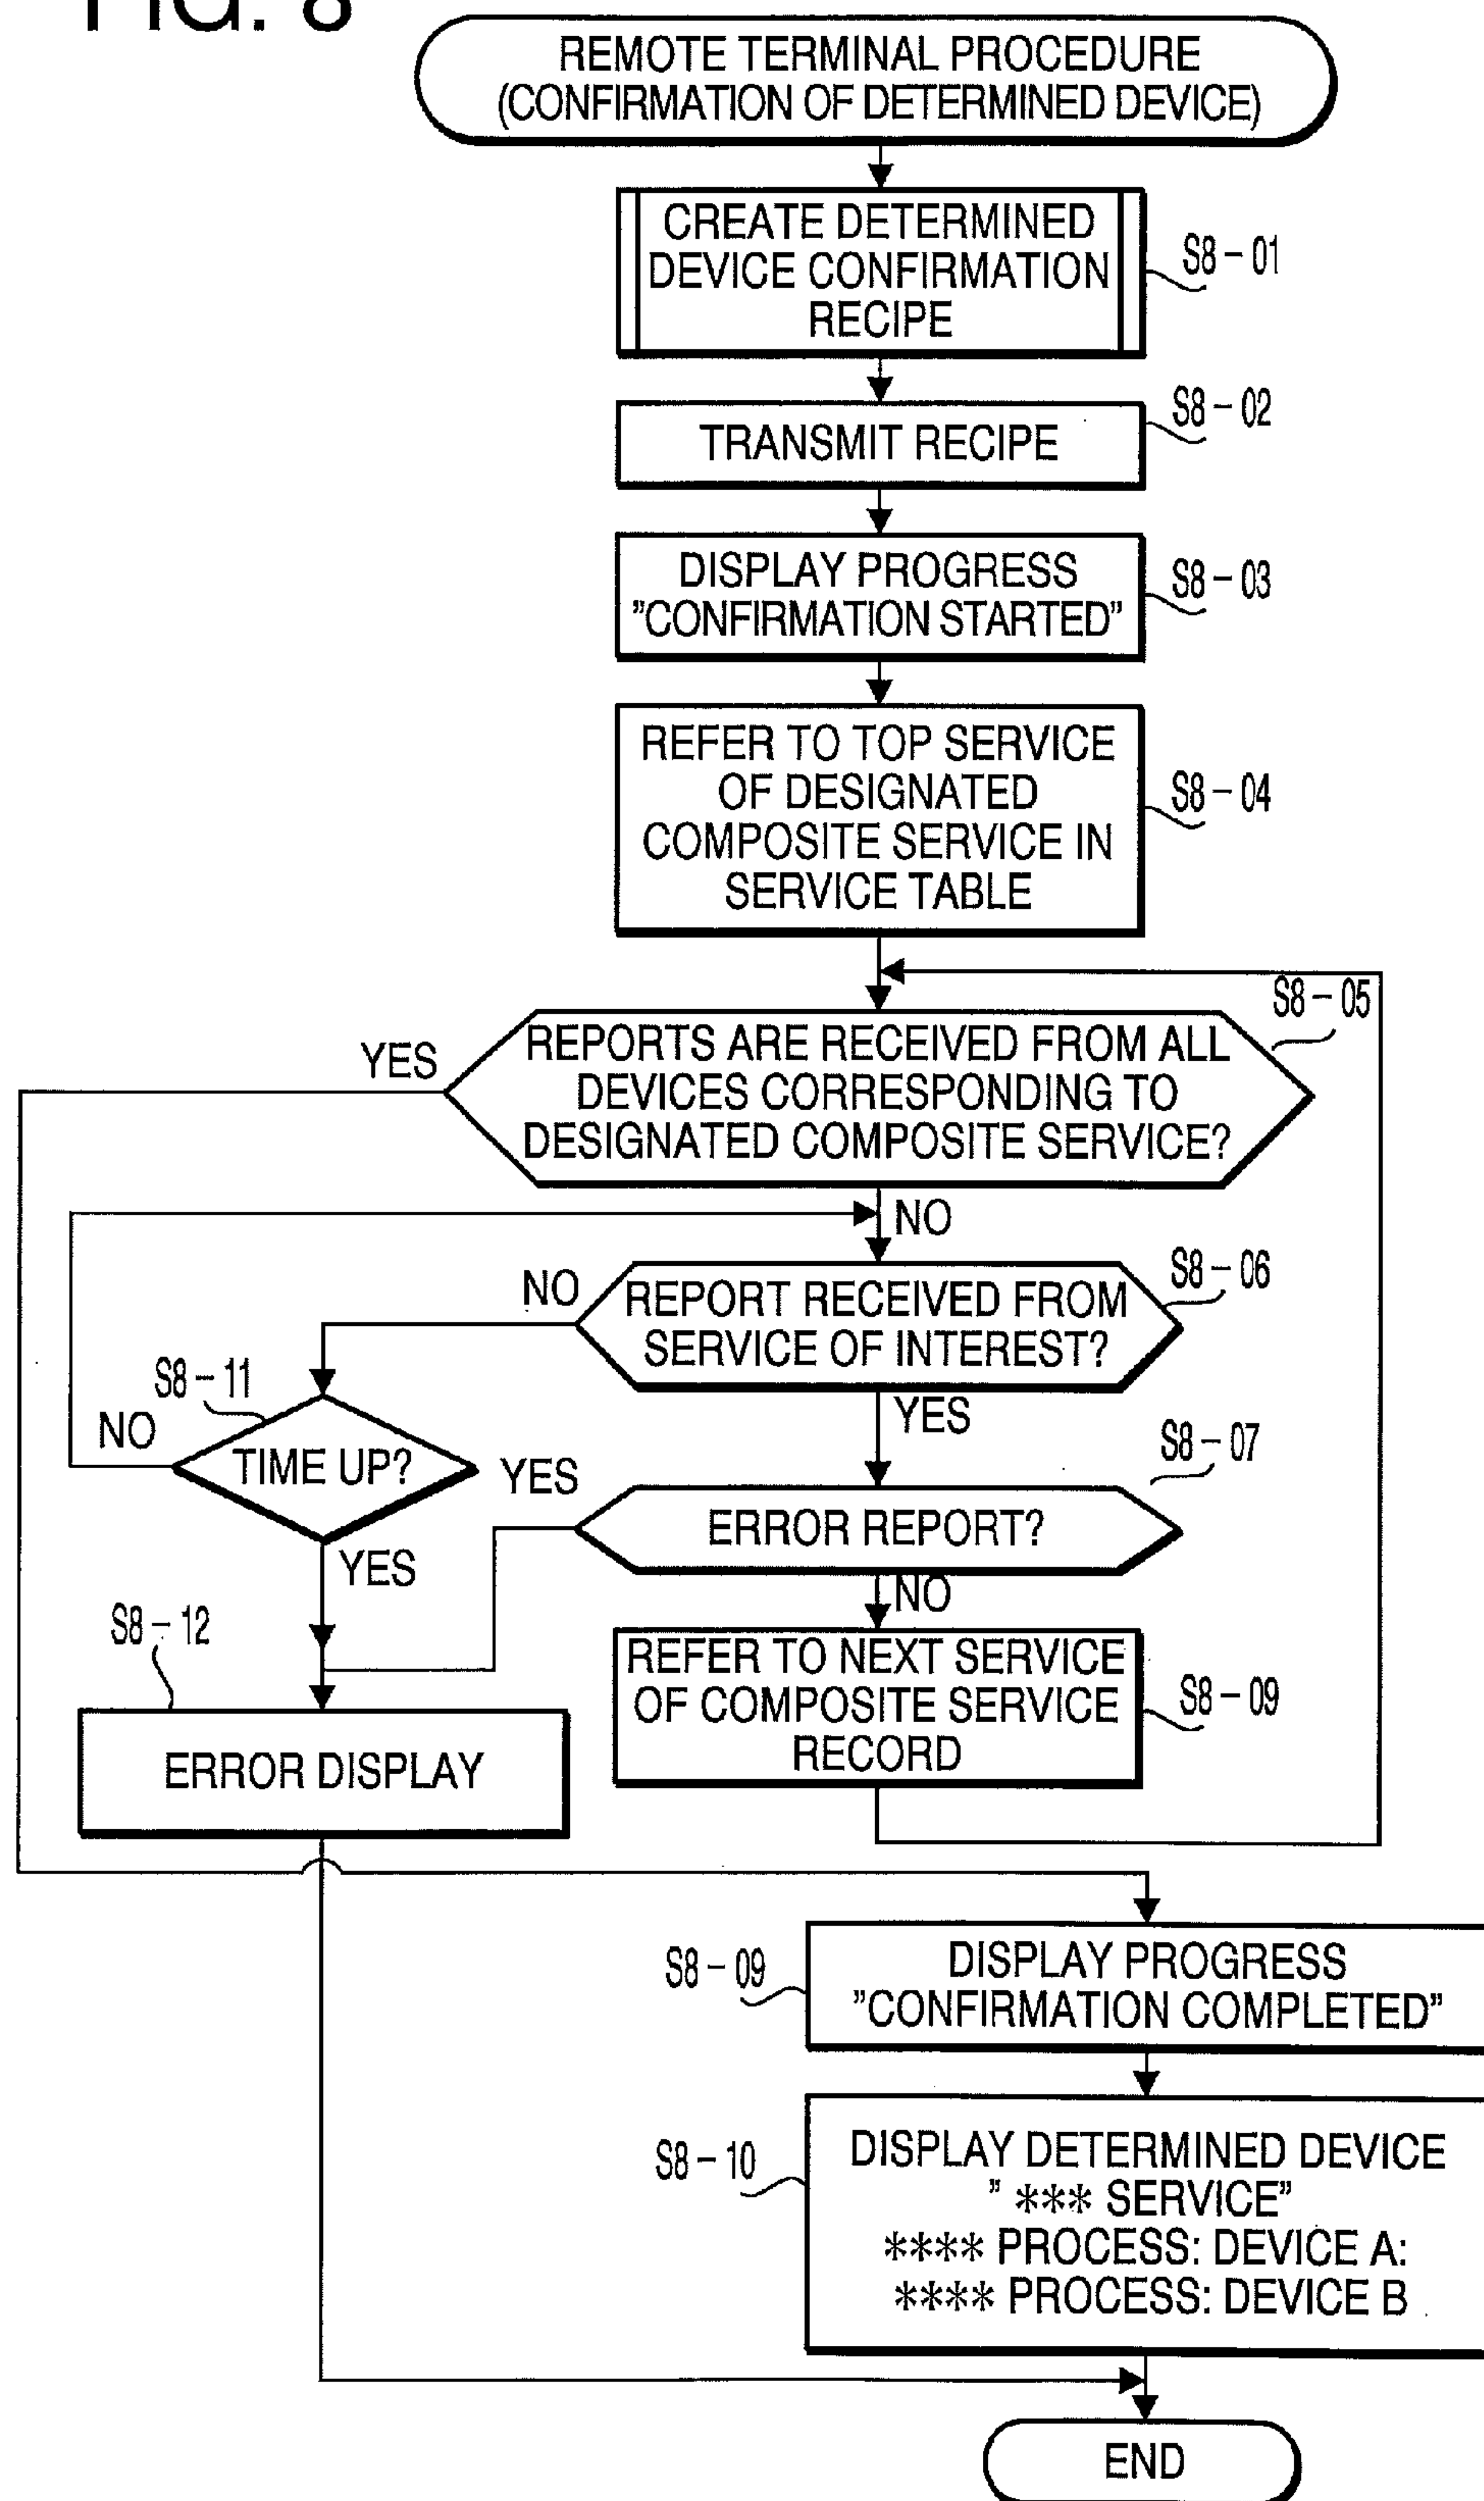 FIG. 8
REMOTE TERMINAL PROCEDURE
(CONFIRMATION OF DETERMINED DEVICE)
CREATE DETERMINED
DEVICE CONFIRMATION
RECIPE
S8-01
TRANSMIT RECIPE
S8-02
DISPLAY PROGRESS
"CONFIRMATION STARTED"
S8-03
REFER TO TOP SERVICE
OF DESIGNATED
COMPOSITE SERVICE IN
SERVICE TABLE
S8-04
S8-05
YES
REPORTS ARE RECEIVED FROM ALL
DEVICES CORRESPONDING TO
DESIGNATED COMPOSITE SERVICE?
NO
S8-06
NO
REPORT RECEIVED FROM
SERVICE OF INTEREST?
S8-11
YES
NO
TIME UP?
S8-07
YES
ERROR REPORT?
YES
NO
S8-12
REFER TO NEXT SERVICE
OF COMPOSITE SERVICE
RECORD
S8-09
ERROR DISPLAY
S8-09
DISPLAY PROGRESS
"CONFIRMATION COMPLETED"
S8-10
DISPLAY DETERMINED DEVICE
" *** SERVICE"
**** PROCESS: DEVICE A:
**** PROCESS: DEVICE B
END